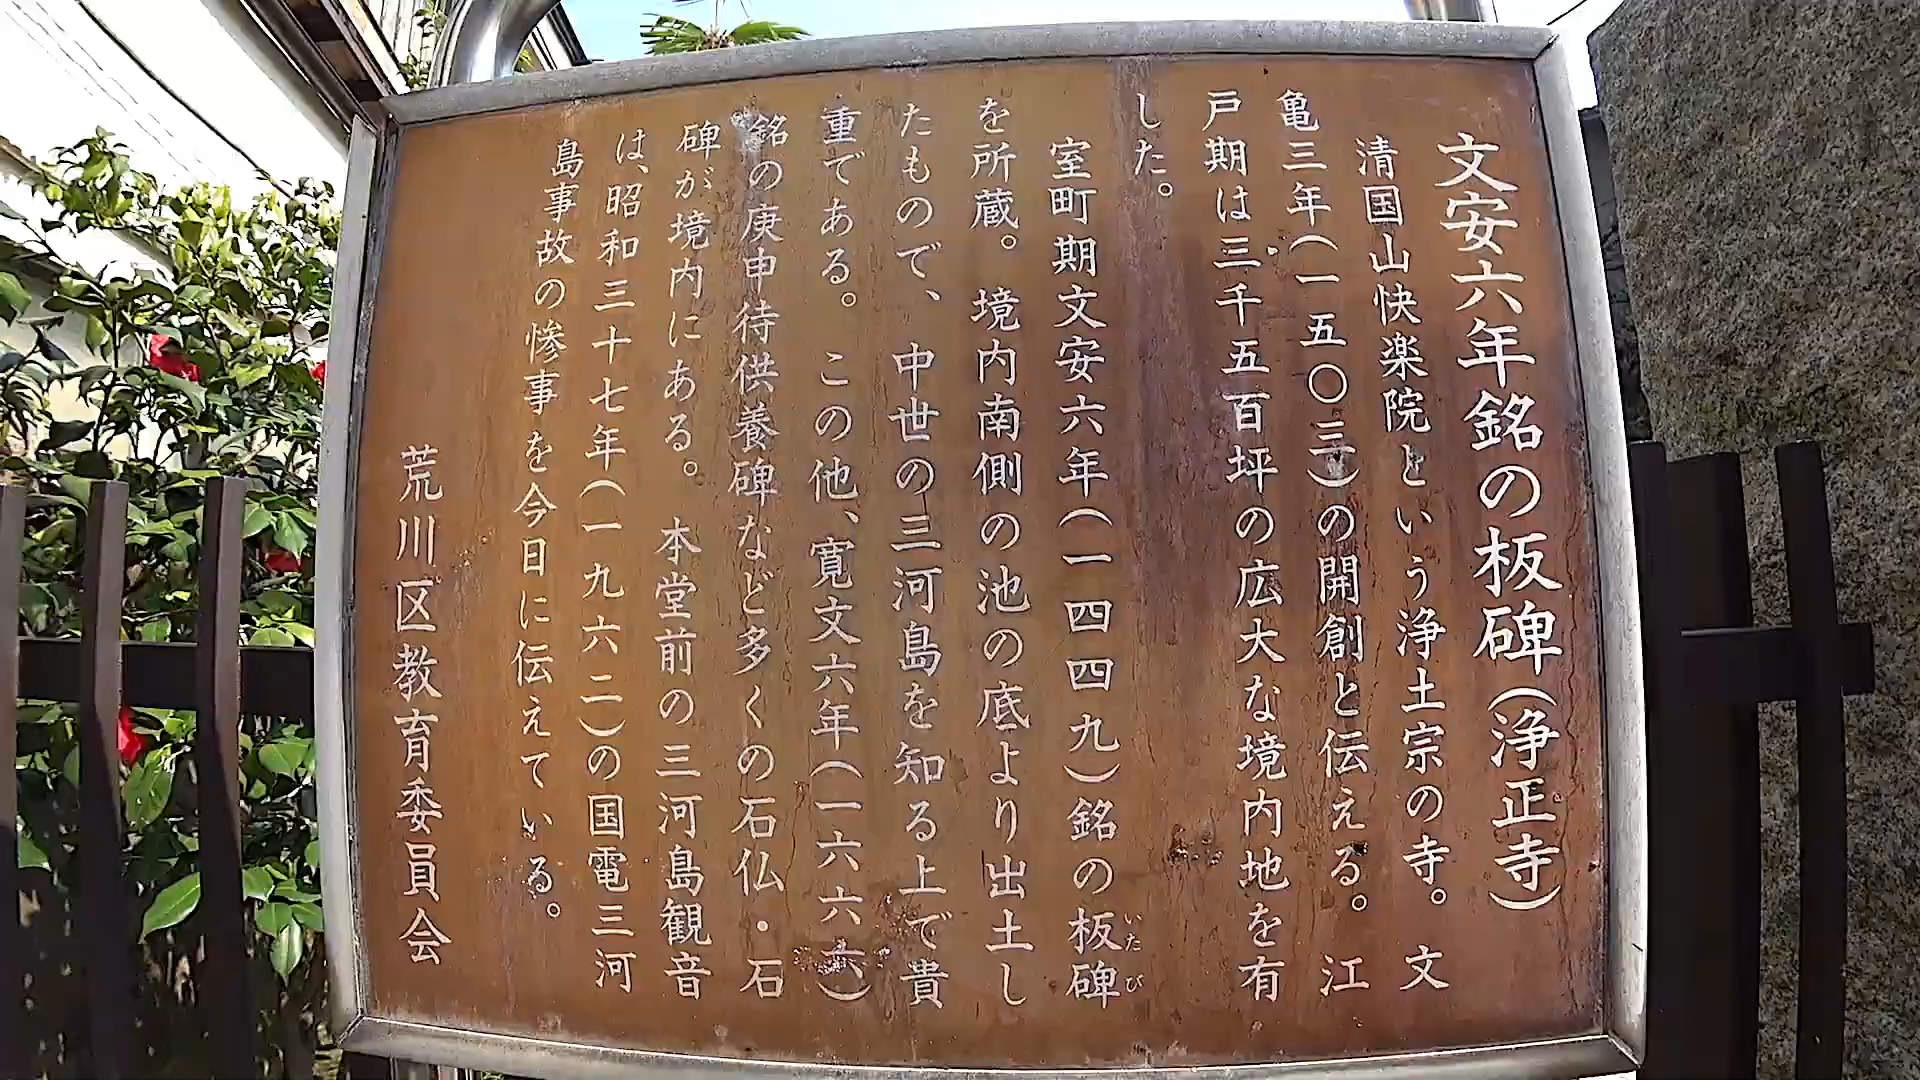 文安六年銘の板碑(浄正寺)
清国山快楽院という浄土宗の寺。文
亀三年(一五〇三)の開創と伝える。江
戸期は三千五百坪の広大な境内地を有
した。
室町期文安六年(一四四九)銘の板碑
いたび
を所蔵。境内南側の池の底より出土し
たもので、中世の三河島を知る上で貴
重である。この他、寛文六年(一六六六)
銘の庚申待供養碑など多くの石仏・石
碑が境内にある。本堂前の三河島観音
は、昭和三十七年(一九六二)の国電三河
島事故の惨事を今日に伝えている。
荒川区教育委員会